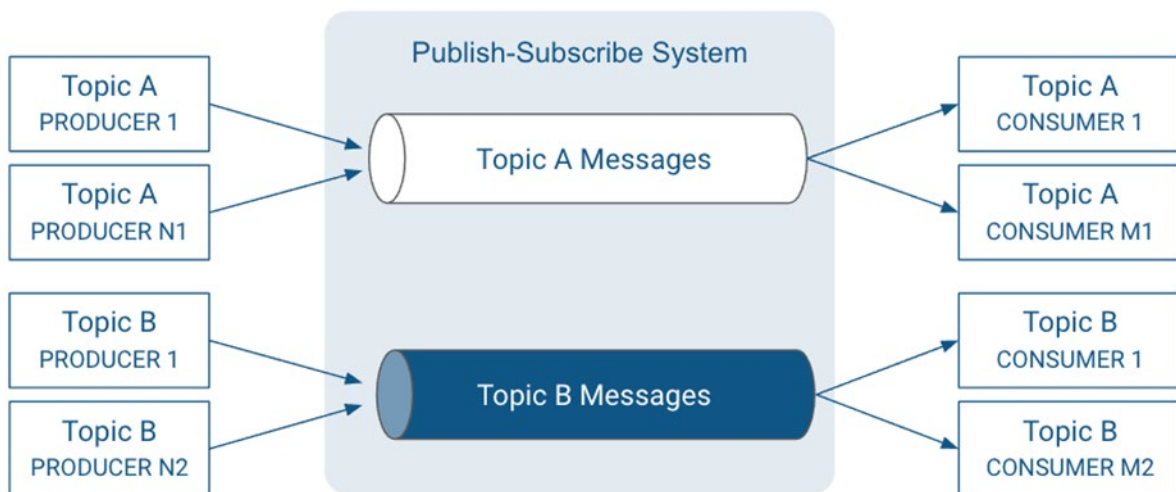 Publish-Subscribe System
Topic A
PRODUCER 1
Topic A
PRODUCER N1
Topic A Messages
Topic A
CONSUMER 1
Topic A
CONSUMER M1
Topic B
PRODUCER 1
Topic B
PRODUCER N2
Topic B Messages
Topic B
CONSUMER 1
Topic B
CONSUMER M2